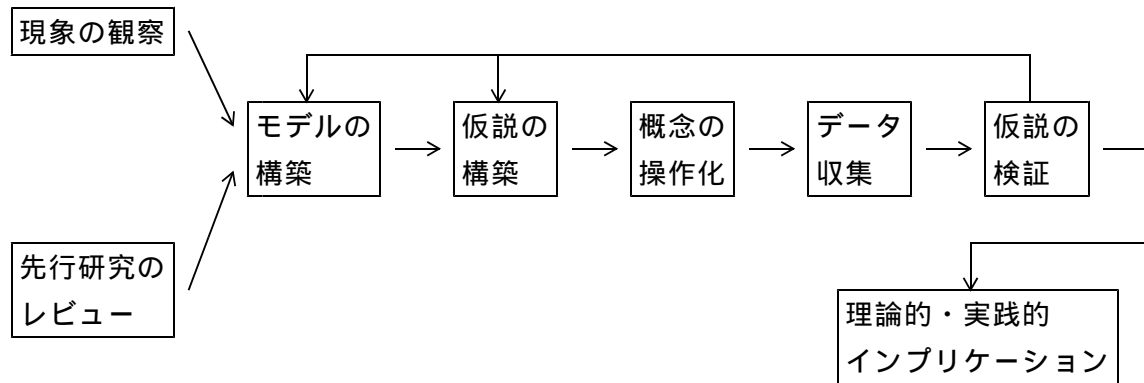 現象の観察
モデルの
構築
仮説の
構築
概念の
操作化
データ
収集
仮説の
検証
先行研究の
レビュー
理論的・実践的
インプリケーション